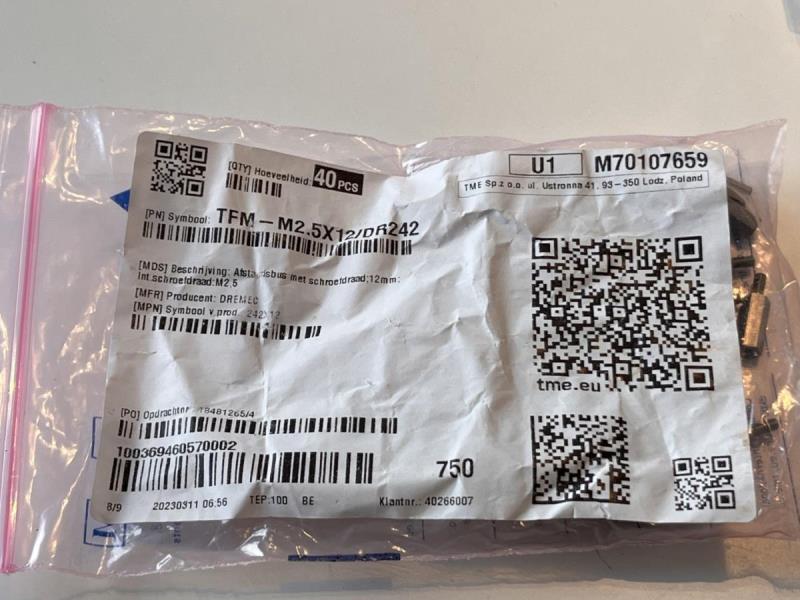 [QTY] Hoeveelheid: 40 PCS
U1 M70107659
TME Sp.z o.o. ul. Ustronna 41, 93-350 Lodz, Poland
[PN] Symbool: TFM-M2.5X12/DR242
[MDS] Beschrijving: Afstandsbus met schroefdraad;12mm;
Int.schroefdraad:M2,5
[MFR] Producent: DREMEC
[MPN] Symbool v.prod.: 242X12
tme.eu
[PO] Opdrachtnr.: 18481265/4
100369460570002
750
8/9 20230311 06:56 TEP:100 BE Klantnr.: 40266007